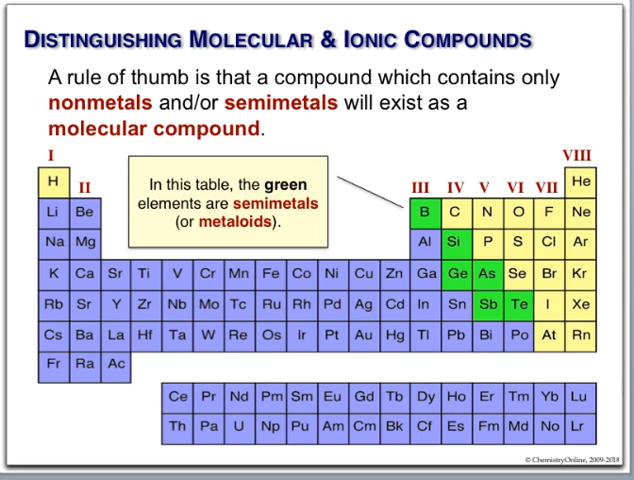 DISTINGUISHING MOLECULAR & IONIC COMPOUNDS
A rule of thumb is that a compound which contains only
nonmetals and/or semimetals will exist as a
molecular compound.
I VIII
H He
II III IV V VI VII
In this table, the green
elements are semimetals
(or metaloids).
Li Be B C N O F Ne
Na Mg Al Si P S Cl Ar
K Ca Sr Ti V Cr Mn Fe Co Ni Cu Zn Ga Ge As Se Br Kr
Rb Sr Y Zr Nb Mo Tc Ru Rh Pd Ag Cd In Sn Sb Te I Xe
Cs Ba La Hf Ta W Re Os Ir Pt Au Hg Tl Pb Bi Po At Rn
Fr Ra Ac
Ce Pr Nd Pm Sm Eu Gd Tb Dy Ho Er Tm Yb Lu
Th Pa U Np Pu Am Cm Bk Cf Es Fm Md No Lr
© ChemistryOnline, 2009-2018